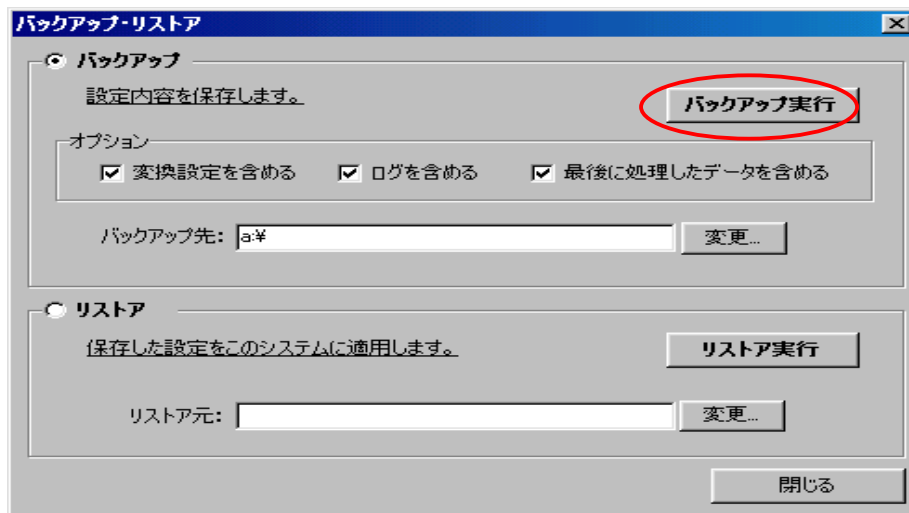 バックアップ・リストア
バックアップ
設定内容を保存します。
バックアップ実行
オプション
変換設定を含める ログを含める 最後に処理したデータを含める
バックアップ先: a:¥ 変更...
リストア
保存した設定をこのシステムに適用します。
リストア実行
リストア元: 変更...
閉じる